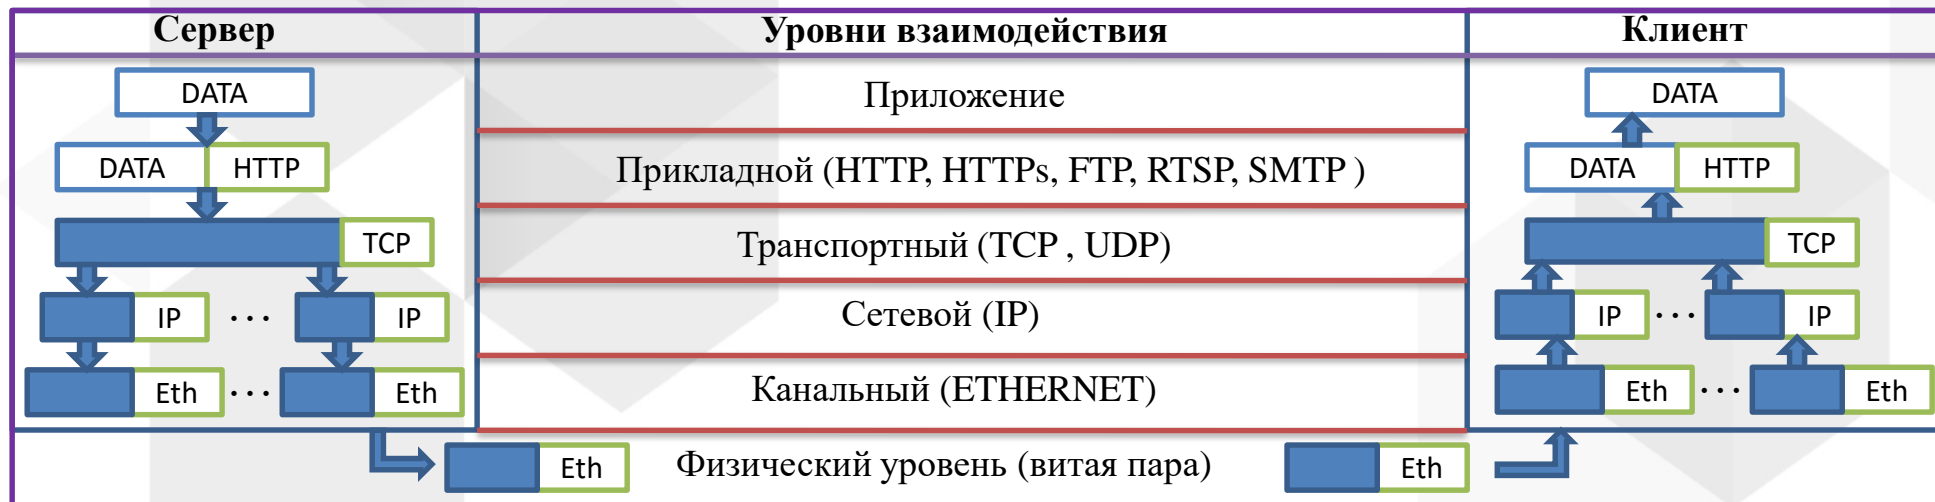 Сервер Уровни взаимодействия Клиент
DATA Приложение DATA
DATA HTTP Прикладной (HTTP, HTTPs, FTP, RTSP, SMTP ) DATA HTTP
TCP Транспортный (TCP , UDP) TCP
IP ... IP Сетевой (IP) IP ... IP
Eth ... Eth Канальный (ETHERNET) Eth ... Eth
Eth Физический уровень (витая пара) Eth